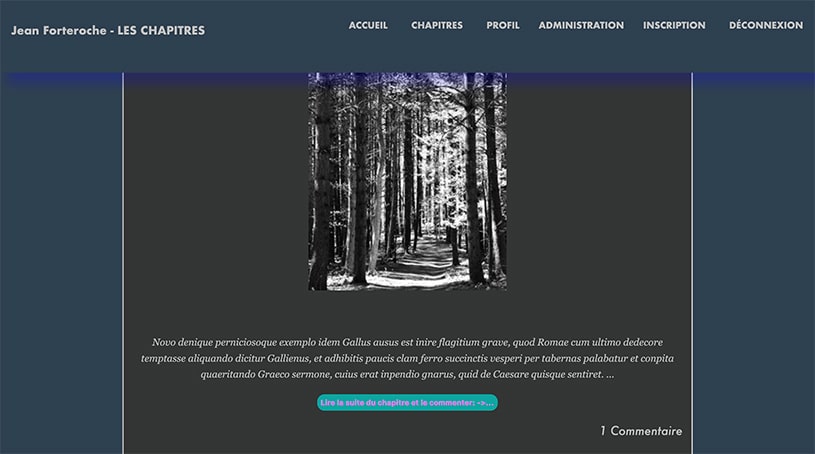 Jean Forteroche - LES CHAPITRES
ACCUEIL CHAPITRES PROFIL ADMINISTRATION INSCRIPTION DÉCONNEXION
Novo denique perniciosoque exemplo idem Gallus ausus est inire flagitium grave, quod Romae cum ultimo dedecore
temptasse aliquando dicitur Gallienus, et adhibitis paucis clam ferro succinctis vesperi per tabernas palabatur et conpita
quaeritando Graeco sermone, cuius erat inpendio gnarus, quid de Caesare quisque sentiret. ...
Lire la suite du chapitre et le commenter: ->...
1 Commentaire